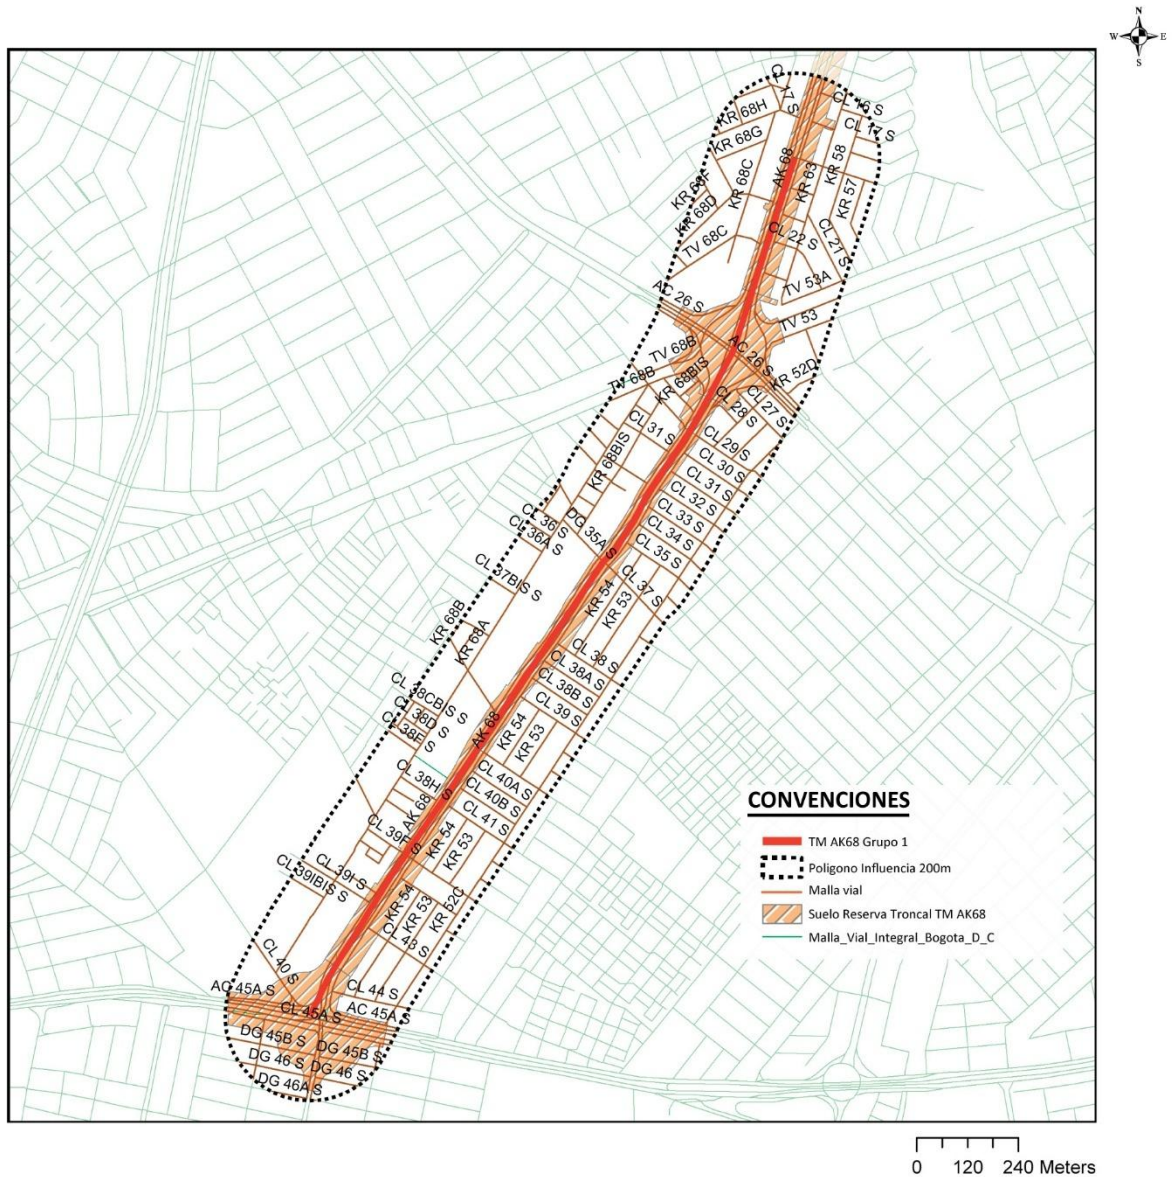 N
W E
S
CL 17 S
CL 16 S
KR 68H
CL 17 S
KR 68G
KR 58
AK 68
KR 63
KR 68C
KR 57
KR 68F
KR 68D
TV 68C
CL 22 S
CL 21 S
TV 53A
AC 26 S
TV 53
AC 26 S
TV 68B
KR 52D
TV 68B
KR 68BIS
CL 27 S
CL 28 S
CL 31 S
CL 29 S
KR 68BIS
CL 30 S
CL 31 S
CL 32 S
CL 33 S
CL 36 S
DG 35A S
CL 34 S
CL 36A S
CL 35 S
CL 37BIS S
CL 37 S
KR 54
KR 53
KR 68B
KR 68A
CL 38 S
CL 38A S
CL 38B S
CL 38CBIS S
CL 39 S
CL 38D S
CL 38E S
AK 68
KR 54
KR 53
CL 40A S
CL 38H S
CL 40B S
AK 68
CL 41 S
CL 39F S
KR 54
KR 53
CL 39I S
CL 39IBIS S
KR 54
KR 53
KR 52C
CL 43 S
CL 40 S
AC 45A S
CL 44 S
CL 45A S
AC 45A S
DG 45B S
DG 45B S
DG 46 S
DG 46 S
DG 46A S
CONVENCIONES
TM AK68 Grupo 1
Poligono Influencia 200m
Malla vial
Suelo Reserva Troncal TM AK68
Malla_Vial_Integral_Bogota_D_C
0 120 240 Meters